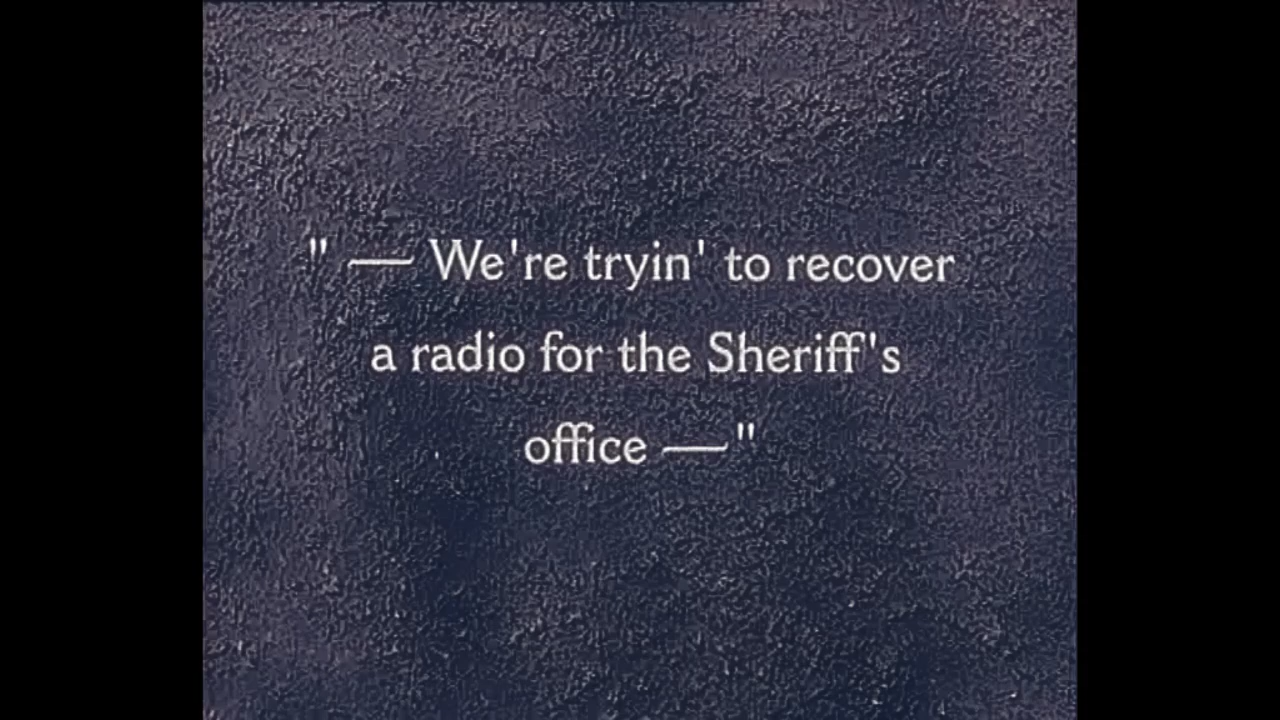 " — We're tryin' to recover
a radio for the Sheriff's
office —"